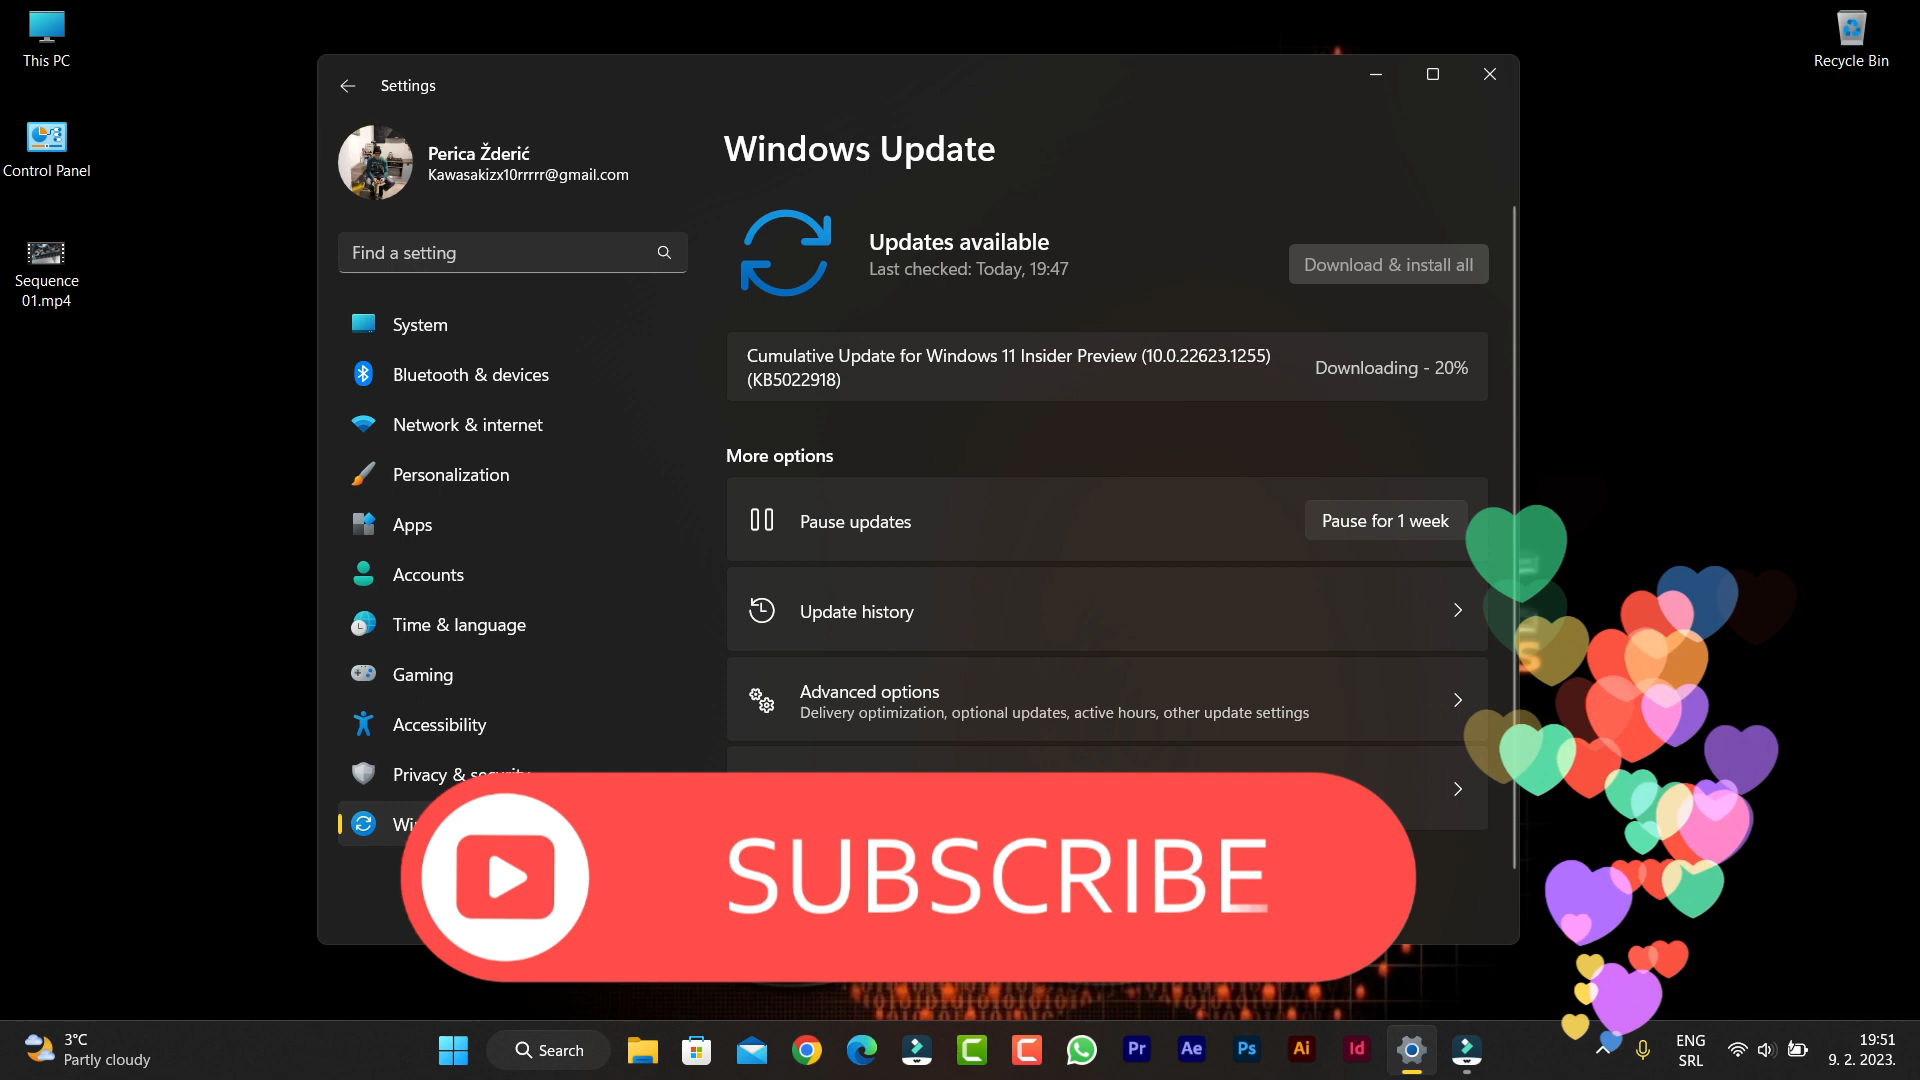 This PC
Control Panel
Sequence
01.mp4
Recycle Bin
Settings
Perica Žderić
Kawasakizx10rrrrr@gmail.com
Find a setting
System
Bluetooth & devices
Network & internet
Personalization
Apps
Accounts
Time & language
Gaming
Accessibility
Privacy & security
Windows Update
Updates available
Last checked: Today, 19:47
Download & install all
Cumulative Update for Windows 11 Insider Preview (10.0.22623.1255)
(KB5022918)
Downloading - 20%
More options
Pause updates
Pause for 1 week
Update history
Advanced options
Delivery optimization, optional updates, active hours, other update settings
SUBSCRIBE
3°C
Partly cloudy
Search
Pr
Ae
Ps
Ai
Id
ENG
SRL
19:51
9. 2. 2023.